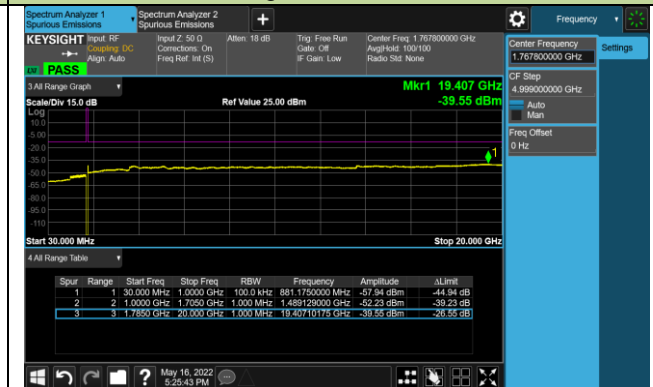 Spectrum Analyzer 1
Spurious Emissions
Spectrum Analyzer 2
Spurious Emissions
+
Frequency
KEYSIGHT
Input: RF
Coupling: DC
Align: Auto
Input Z: 50 Ω
Corrections: On
Freq Ref: Int (S)
Atten: 18 dB
Trig: Free Run
Gate: Off
IF Gain: Low
Center Freq: 1.767800000 GHz
Avg|Hold: 100/100
Radio Std: None
PASS
3 All Range Graph
Mkr1 19.407 GHz
Scale/Div 15.0 dB
Ref Value 25.00 dBm
-39.55 dBm
Log
10.0
-5.00
-20.0
-35.0
-50.0
-65.0
-80.0
-95.0
-110
1
Start 30.000 MHz
Stop 20.000 GHz
4 All Range Table
Spur Range Start Freq Stop Freq RBW Frequency Amplitude ΔLimit
1 1 30.000 MHz 1.0000 GHz 100.0 kHz 881.1750000 MHz -57.94 dBm -44.94 dB
2 2 1.0000 GHz 1.7050 GHz 1.000 MHz 1.489129000 GHz -52.23 dBm -39.23 dB
3 3 1.7850 GHz 20.000 GHz 1.000 MHz 19.40710175 GHz -39.55 dBm -26.55 dB
Center Frequency
1.767800000 GHz
Settings
CF Step
4.999000000 GHz
Auto
Man
Freq Offset
0 Hz
?
May 16, 2022
5:25:43 PM